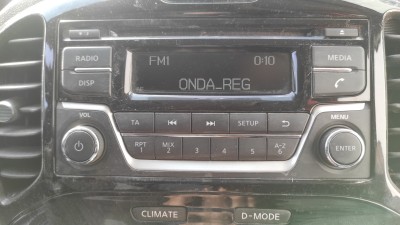 RADIO
DISP
FM1 0:10
ONDA_REG
MEDIA
VOL
TA SETUP
MENU
RPT 1 MIX 2 3 4 5 A-Z 6
ENTER
CLIMATE D-MODE